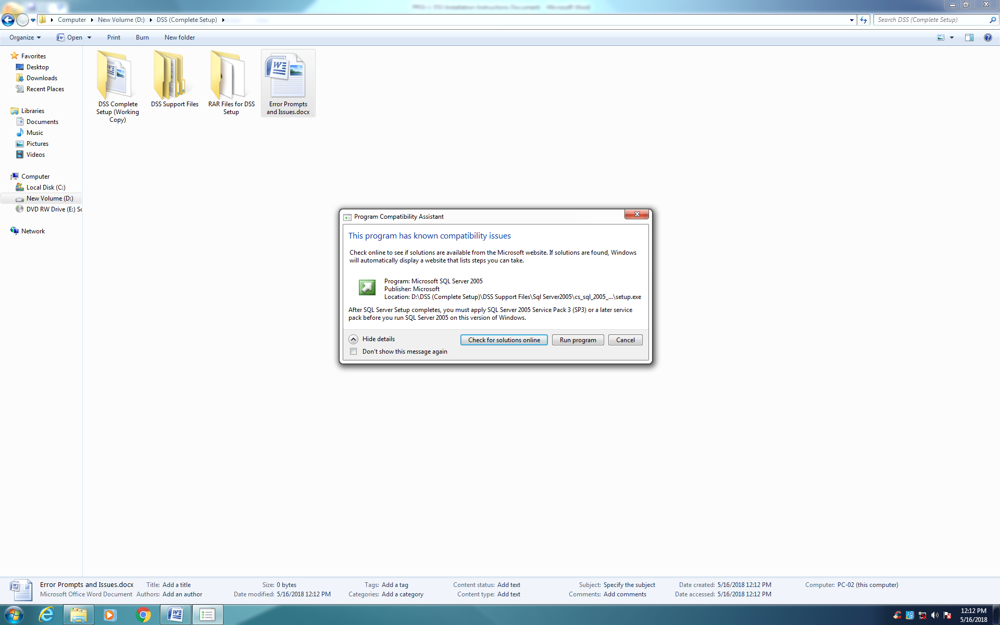 PPDS-1 DSS Installation Instructions Document - Microsoft Word
Computer
New Volume (D:)
DSS (Complete Setup)
Search DSS (Complete Setup)
Organize
Open
Print
Burn
New folder
Favorites
Desktop
Downloads
Recent Places
Libraries
Documents
Music
Pictures
Videos
Computer
Local Disk (C:)
New Volume (D:)
DVD RW Drive (E:) Sc
Network
DSS Complete
Setup (Working
Copy)
DSS Support Files
RAR Files for DSS
Setup
Error Prompts
and Issues.docx
Program Compatibility Assistant
This program has known compatibility issues
Check online to see if solutions are available from the Microsoft website. If solutions are found, Windows
will automatically display a website that lists steps you can take.
Program: Microsoft SQL Server 2005
Publisher: Microsoft
Location: D:\DSS (Complete Setup)\DSS Support Files\Sql Server2005\cs_sql_2005_...\setup.exe
After SQL Server Setup completes, you must apply SQL Server 2005 Service Pack 3 (SP3) or a later service
pack before you run SQL Server 2005 on this version of Windows.
Hide details
Check for solutions online
Run program
Cancel
Don't show this message again
Error Prompts and Issues.docx Title: Add a title Size: 0 bytes Tags: Add a tag Content status: Add text Subject: Specify the subject Date created: 5/16/2018 12:12 PM Computer: PC-02 (this computer)
Microsoft Office Word Document Authors: Add an author Date modified: 5/16/2018 12:12 PM Categories: Add a category Content type: Add text Comments: Add comments Date accessed: 5/16/2018 12:12 PM
12:12 PM
5/16/2018